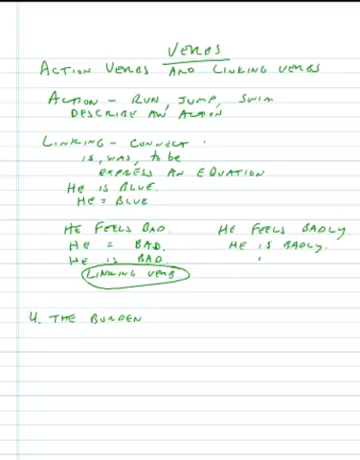 VERBS
ACTION VERBS AND LINKING VERBS
ACTION - RUN, JUMP, SWIM
DESCRIBE AN ACTION
LINKING - CONNECT
is, was, to be
EXPRESS AN EQUATION
HE IS BLUE.
HE = BLUE
HE FEELS BAD. HE FEELS BADLY.
HE = BAD. HE IS BADLY.
HE IS BAD.
LINKING VERB
4. THE BURDEN